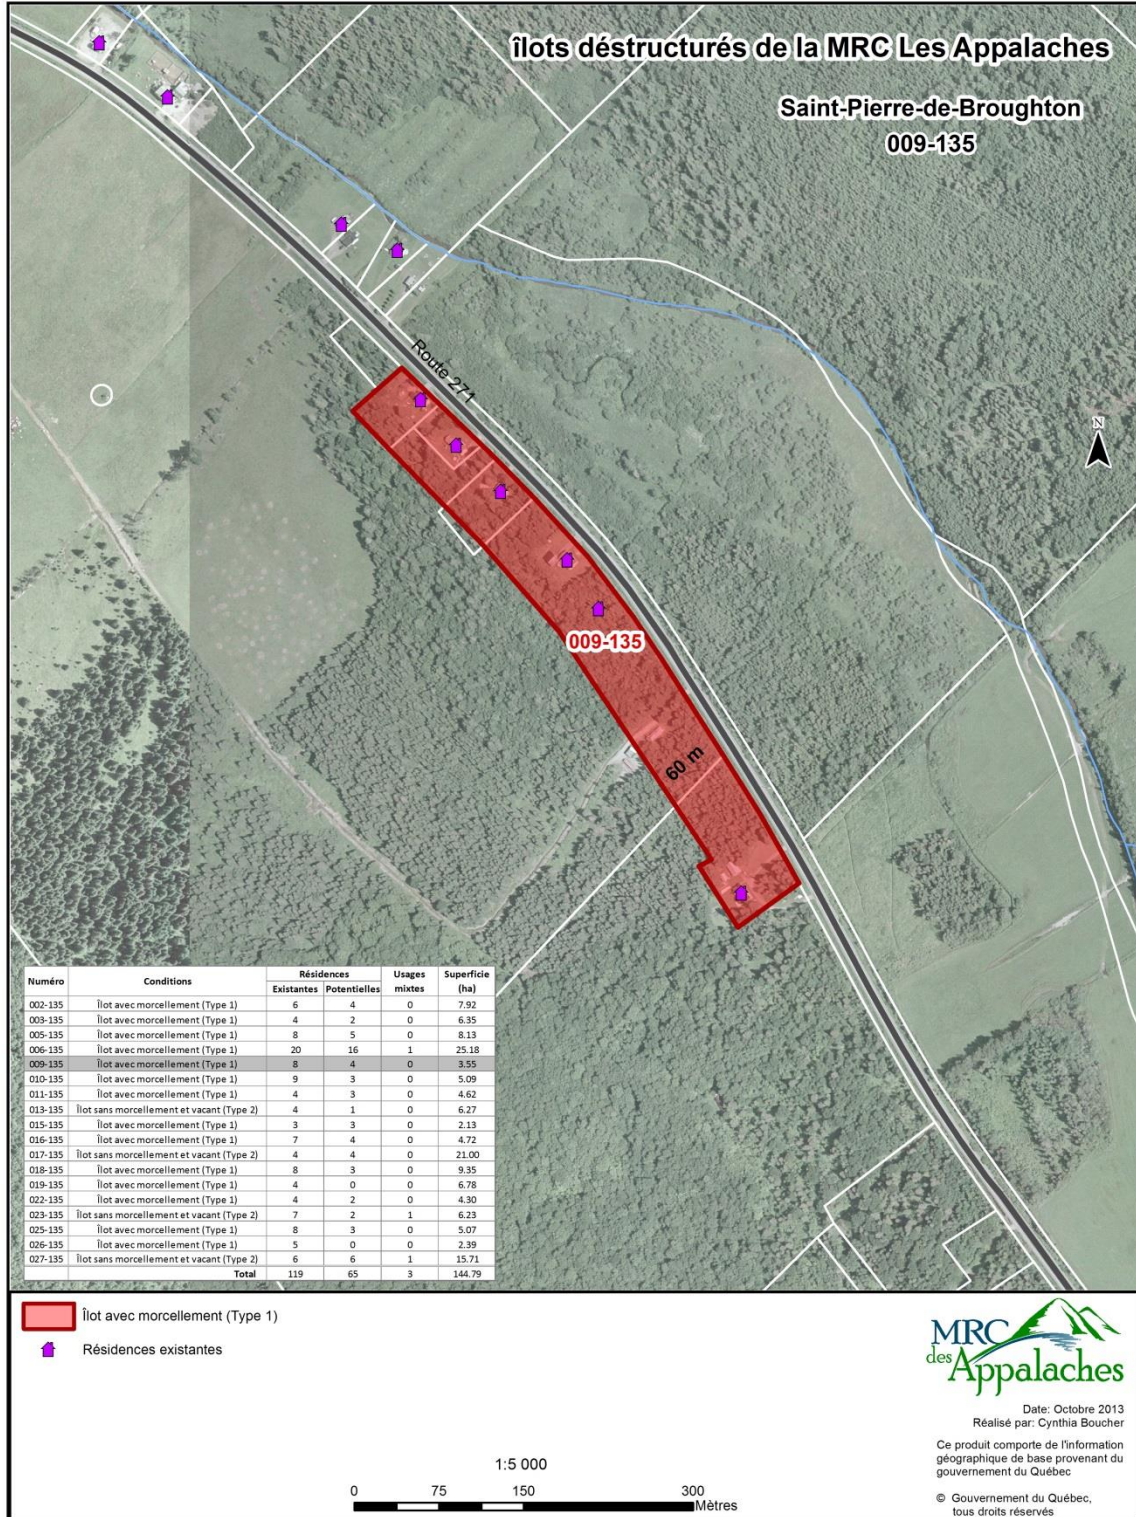 îlots déstructurés de la MRC Les Appalaches
Saint-Pierre-de-Broughton
009-135
Route 271
N
009-135
60 m
Numéro Conditions Résidences Usages mixtes Superficie (ha)
Existantes Potentielles
002-135 Îlot avec morcellement (Type 1) 6 4 0 7.92
003-135 Îlot avec morcellement (Type 1) 4 2 0 6.35
005-135 Îlot avec morcellement (Type 1) 8 5 0 8.13
006-135 Îlot avec morcellement (Type 1) 20 16 1 25.18
009-135 Îlot avec morcellement (Type 1) 8 4 0 3.55
010-135 Îlot avec morcellement (Type 1) 9 3 0 5.09
011-135 Îlot avec morcellement (Type 1) 4 3 0 4.62
013-135 Îlot sans morcellement et vacant (Type 2) 4 1 0 6.27
015-135 Îlot avec morcellement (Type 1) 3 3 0 2.13
016-135 Îlot avec morcellement (Type 1) 7 4 0 4.72
017-135 Îlot sans morcellement et vacant (Type 2) 4 4 0 21.00
018-135 Îlot avec morcellement (Type 1) 8 3 0 9.35
019-135 Îlot avec morcellement (Type 1) 4 0 0 6.78
022-135 Îlot avec morcellement (Type 1) 4 2 0 4.30
023-135 Îlot sans morcellement et vacant (Type 2) 7 2 1 6.23
025-135 Îlot avec morcellement (Type 1) 8 3 0 5.07
026-135 Îlot avec morcellement (Type 1) 5 0 0 2.39
027-135 Îlot sans morcellement et vacant (Type 2) 6 6 1 15.71
Total 119 65 3 144.79
Îlot avec morcellement (Type 1)
Résidences existantes
1:5 000
0 75 150 300
Mètres
MRC
des Appalaches
Date: Octobre 2013
Réalisé par: Cynthia Boucher
Ce produit comporte de l'information
géographique de base provenant du
gouvernement du Québec
© Gouvernement du Québec,
tous droits réservés